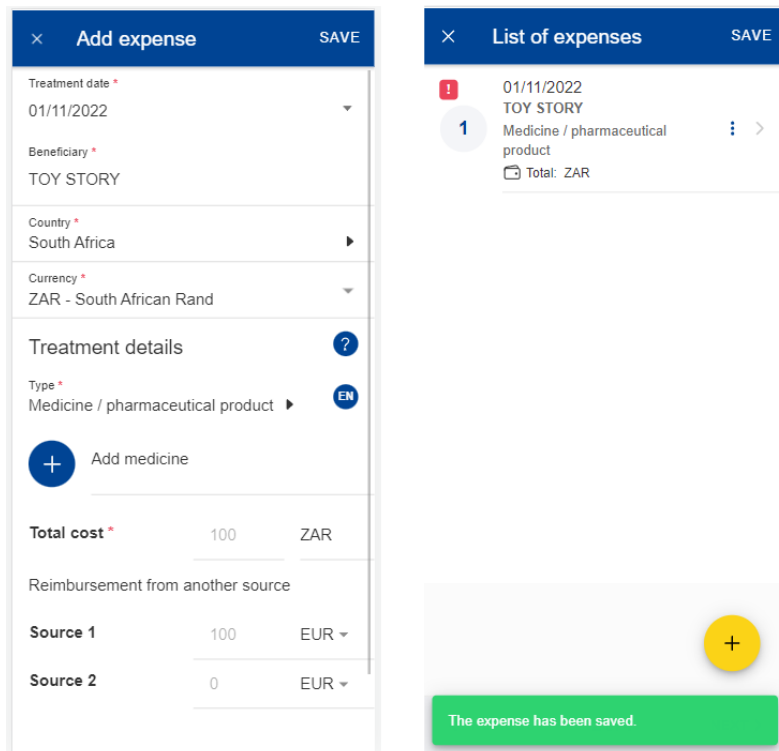 × Add expense SAVE
Treatment date *
01/11/2022
Beneficiary *
TOY STORY
Country *
South Africa
Currency *
ZAR - South African Rand
Treatment details ?
Type *
Medicine / pharmaceutical product EN
+ Add medicine
Total cost * 100 ZAR
Reimbursement from another source
Source 1 100 EUR
Source 2 0 EUR
× List of expenses SAVE
! 01/11/2022
TOY STORY
1 Medicine / pharmaceutical
product
Total: ZAR
+
The expense has been saved.